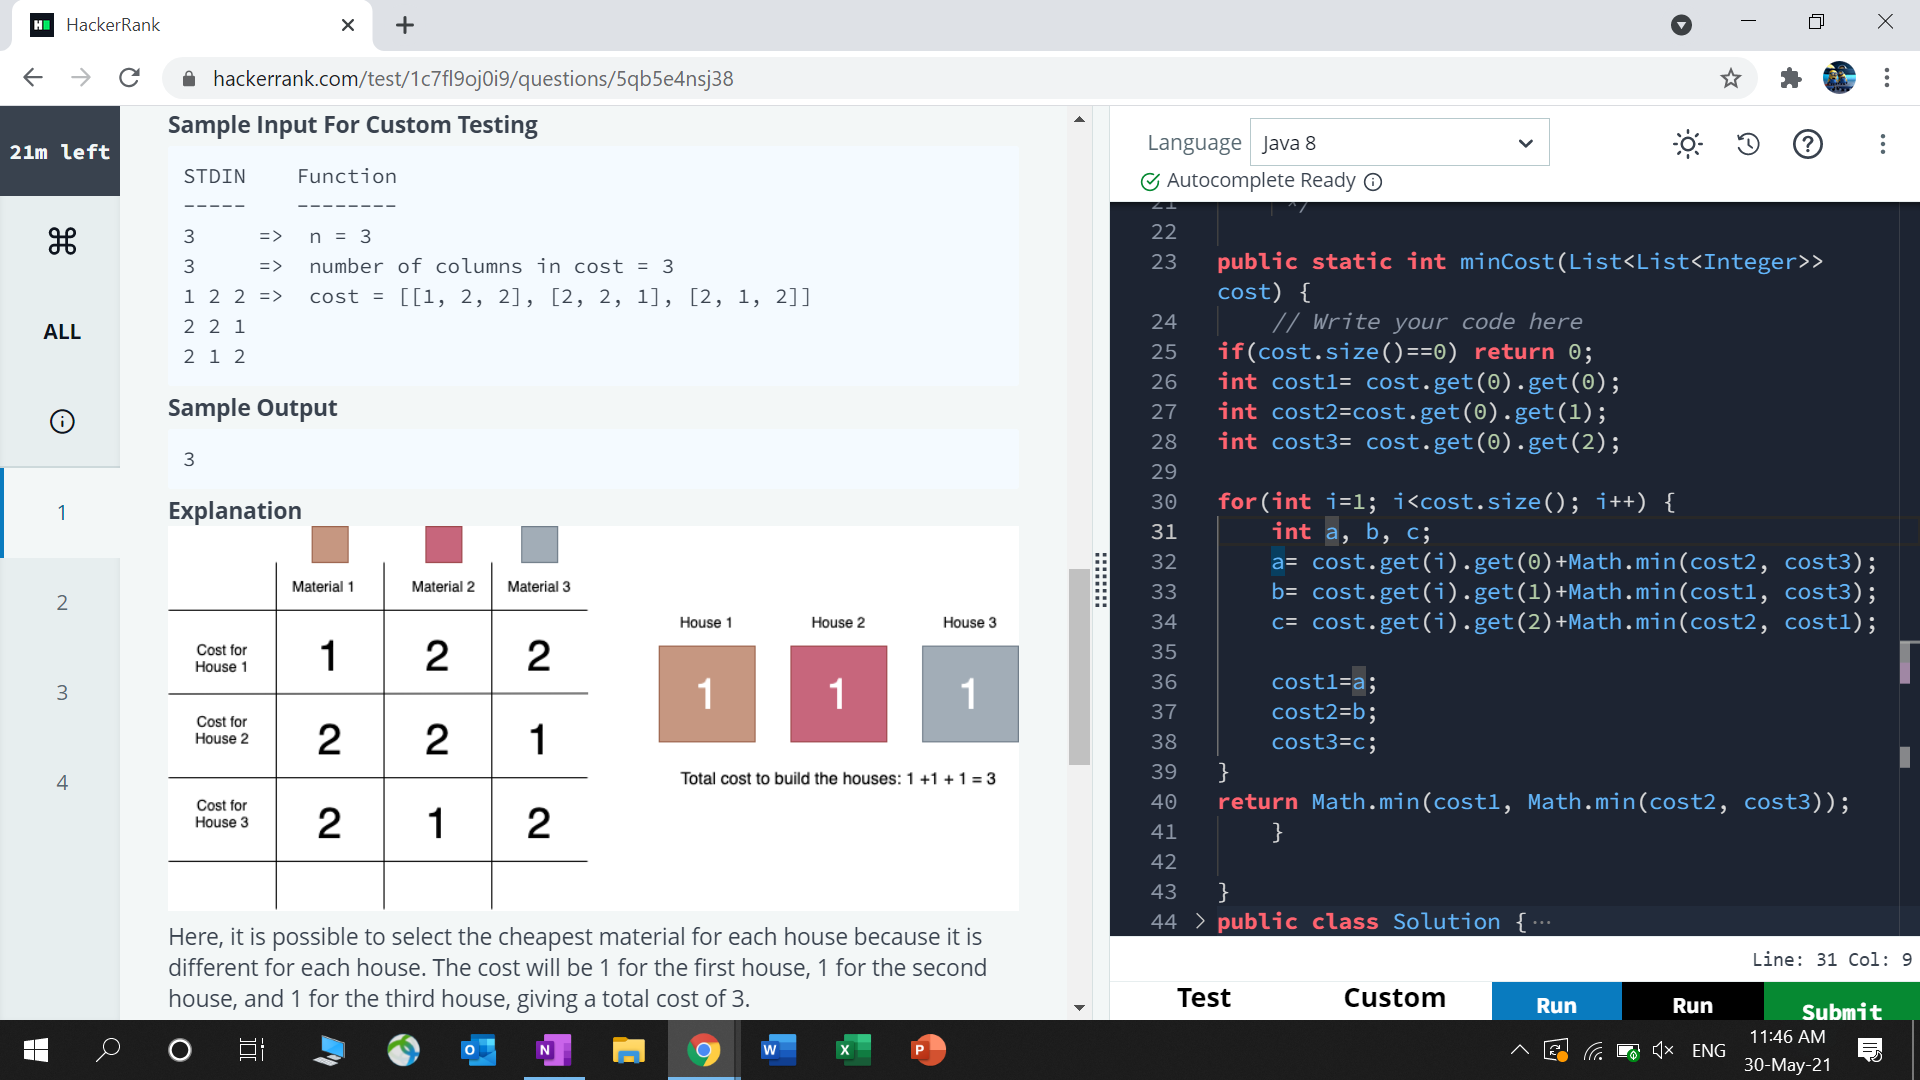 HackerRank
hackerrank.com/test/1c7fl9oj0i9/questions/5qb5e4nsj38
21m left
ALL
1
2
3
4
Sample Input For Custom Testing
STDIN Function
----- --------
3 => n = 3
3 => number of columns in cost = 3
1 2 2 => cost = [[1, 2, 2], [2, 2, 1], [2, 1, 2]]
2 2 1
2 1 2
Sample Output
3
Explanation
Material 1 Material 2 Material 3
Cost for House 1 1 2 2
Cost for House 2 2 2 1
Cost for House 3 2 1 2
House 1 House 2 House 3
1 1 1
Total cost to build the houses: 1 +1 + 1 = 3
Here, it is possible to select the cheapest material for each house because it is
different for each house. The cost will be 1 for the first house, 1 for the second
house, and 1 for the third house, giving a total cost of 3.
Language Java 8
Autocomplete Ready
21 */
22
23 public static int minCost(List<List<Integer>>
cost) {
24 // Write your code here
25 if(cost.size()==0) return 0;
26 int cost1= cost.get(0).get(0);
27 int cost2=cost.get(0).get(1);
28 int cost3= cost.get(0).get(2);
29
30 for(int i=1; i<cost.size(); i++) {
31 int a, b, c;
32 a= cost.get(i).get(0)+Math.min(cost2, cost3);
33 b= cost.get(i).get(1)+Math.min(cost1, cost3);
34 c= cost.get(i).get(2)+Math.min(cost2, cost1);
35
36 cost1=a;
37 cost2=b;
38 cost3=c;
39 }
40 return Math.min(cost1, Math.min(cost2, cost3));
41 }
42
43 }
44 > public class Solution {···
Line: 31 Col: 9
Test Custom Run Run Submit
ENG
11:46 AM
30-May-21